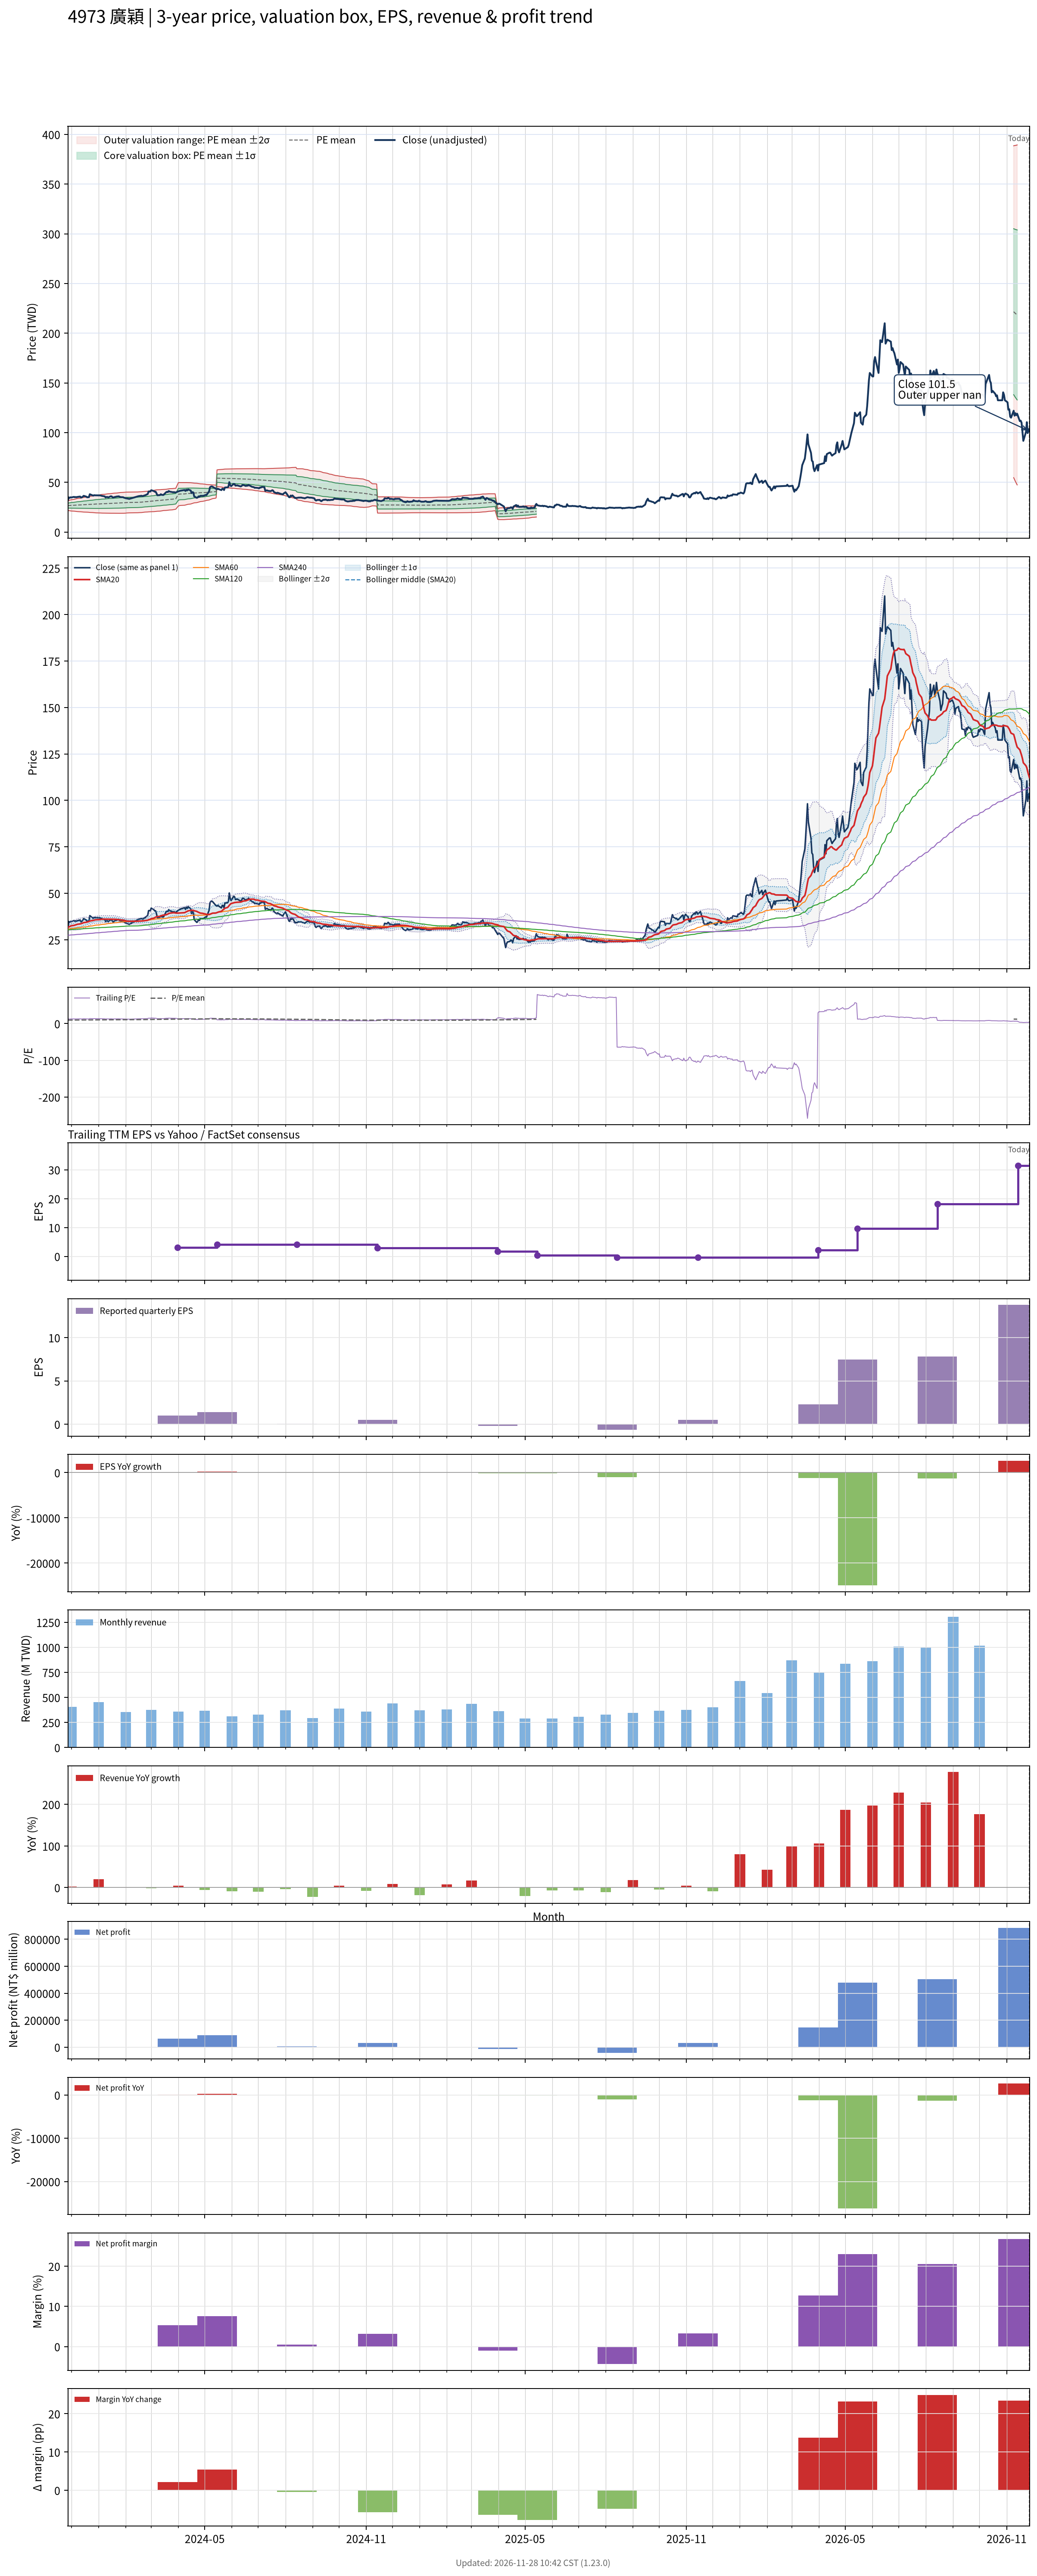 4973 廣穎 | 3-year price, valuation box, EPS, revenue & profit trend
Outer valuation range: PE mean ±2σ
PE mean
Close (unadjusted)
Core valuation box: PE mean ±1σ
Today
Price (TWD)
400
350
300
250
200
150
100
50
0
Close 101.5
Outer upper nan
Close (same as panel 1)
SMA60
SMA240
Bollinger ±1σ
SMA20
SMA120
Bollinger ±2σ
Bollinger middle (SMA20)
Price
225
200
175
150
125
100
75
50
25
Trailing P/E
P/E mean
P/E
0
-100
-200
Trailing TTM EPS vs Yahoo / FactSet consensus
Today
EPS
30
20
10
0
Reported quarterly EPS
EPS
10
5
0
EPS YoY growth
YoY (%)
0
-10000
-20000
Monthly revenue
Revenue (M TWD)
1250
1000
750
500
250
0
Revenue YoY growth
YoY (%)
200
100
0
Month
Net profit
Net profit (NT$ million)
800000
600000
400000
200000
0
Net profit YoY
YoY (%)
0
-10000
-20000
Net profit margin
Margin (%)
20
10
0
Margin YoY change
Δ margin (pp)
20
10
0
2024-05
2024-11
2025-05
2025-11
2026-05
2026-11
Updated: 2026-11-28 10:42 CST (1.23.0)